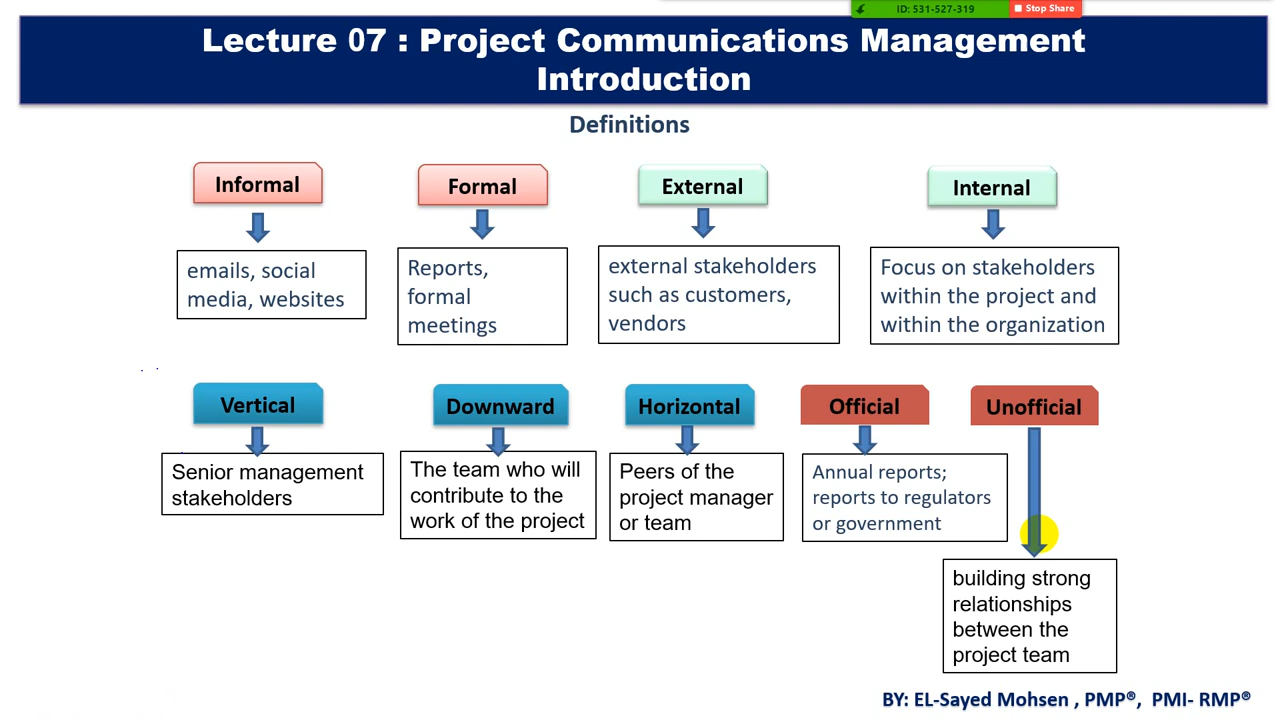 ID: 531-527-319
Stop Share
Lecture 07 : Project Communications Management
Introduction
Definitions
Informal
emails, social
media, websites
Formal
Reports,
formal
meetings
External
external stakeholders
such as customers,
vendors
Internal
Focus on stakeholders
within the project and
within the organization
Vertical
Senior management
stakeholders
Downward
The team who will
contribute to the
work of the project
Horizontal
Peers of the
project manager
or team
Official
Annual reports;
reports to regulators
or government
Unofficial
building strong
relationships
between the
project team
BY: EL-Sayed Mohsen , PMP®, PMI- RMP®